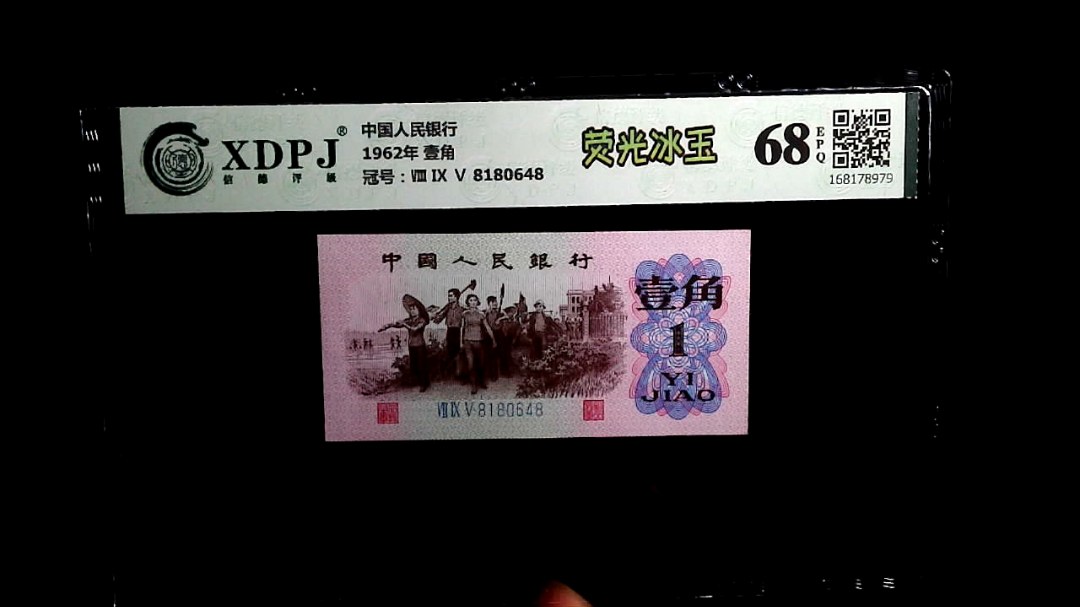 XDPJ®
信德评级
中国人民银行
1962年 壹角
冠号：Ⅷ Ⅸ Ⅴ 8180648
荧光冰玉
68
EPQ
168178979
中國人民銀行
壹角
1
YI
JIAO
Ⅷ Ⅸ Ⅴ 8180648